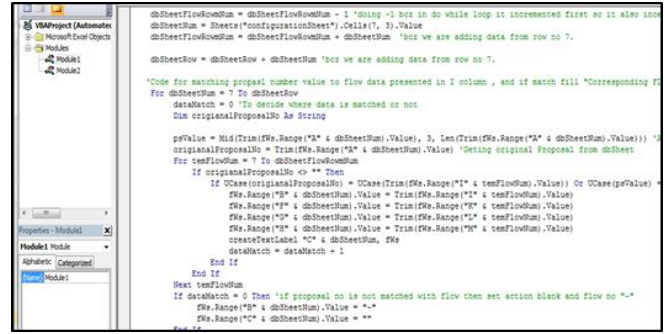 VBAProject (Automated
Microsoft Excel Objects
Modules
Module1
Module2
Properties - Module1
Module1 Module
Alphabetic Categorized
(Name) Module1
dbSheetFlowRowmNum = dbSheetFlowRowmNum - 1 'doing -1 bcz in do while loop it incremented first so it also ince
dbSheetNum = Sheets("configurationSheet").Cells(7, 3).Value
dbSheetFlowRowmNum = dbSheetFlowRowmNum + dbSheetNum 'bcz we are adding data from row no 7.
dbSheetRow = dbSheetRow + dbSheetNum 'bcz we are adding data from row no 7.
'Code for matching propasl number value to flow data presented in I column , and if match fill "Corresponding Fl
For dbSheetNum = 7 To dbSheetRow
dataMatch = 0 'To decide where data is matched or not
Dim origianalProposalNo As String
psValue = Mid(Trim(fWs.Range("A" & dbSheetNum).Value), 3, Len(Trim(fWs.Range("A" & dbSheetNum).Value)))
origianalProposalNo = Trim(fWs.Range("A" & dbSheetNum).Value) 'Geting original Proposal from dbSheet
For temFlowNum = 7 To dbSheetFlowRowmNum
If origianalProposalNo <> "" Then
If UCase(origianalProposalNo) = UCase(Trim(fWs.Range("I" & temFlowNum).Value)) Or UCase(psValue) =
fWs.Range("B" & dbSheetNum).Value = Trim(fWs.Range("I" & temFlowNum).Value)
fWs.Range("F" & dbSheetNum).Value = Trim(fWs.Range("K" & temFlowNum).Value)
fWs.Range("G" & dbSheetNum).Value = Trim(fWs.Range("L" & temFlowNum).Value)
fWs.Range("H" & dbSheetNum).Value = Trim(fWs.Range("M" & temFlowNum).Value)
createTextLabel "C" & dbSheetNum, fWs
dataMatch = dataMatch + 1
End If
End If
Next temFlowNum
If dataMatch = 0 Then 'if proposal no is not matched with flow then set action blank and flow no "-"
fWs.Range("B" & dbSheetNum).Value = "-"
fWs.Range("C" & dbSheetNum).Value = ""
End If